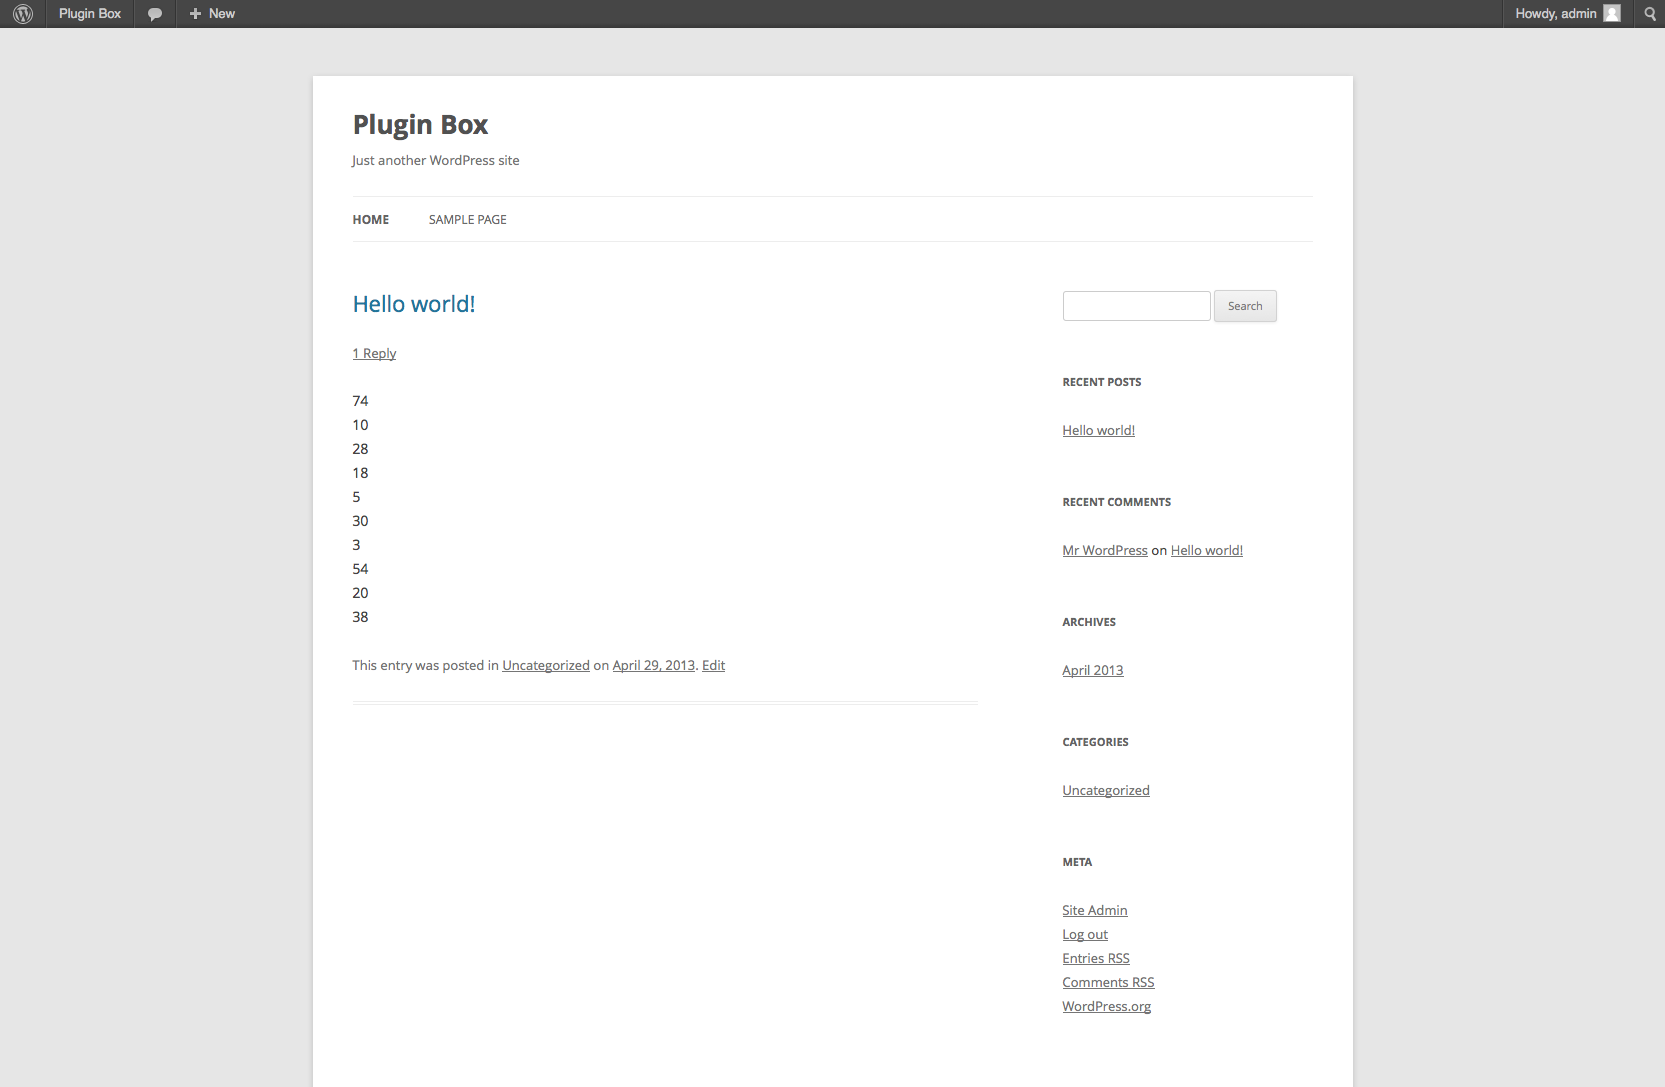 Plugin Box
New
Howdy, admin
Plugin Box
Just another WordPress site
HOME
SAMPLE PAGE
Hello world!
1 Reply
74
10
28
18
5
30
3
54
20
38
This entry was posted in Uncategorized on April 29, 2013. Edit
Search
RECENT POSTS
Hello world!
RECENT COMMENTS
Mr WordPress on Hello world!
ARCHIVES
April 2013
CATEGORIES
Uncategorized
META
Site Admin
Log out
Entries RSS
Comments RSS
WordPress.org